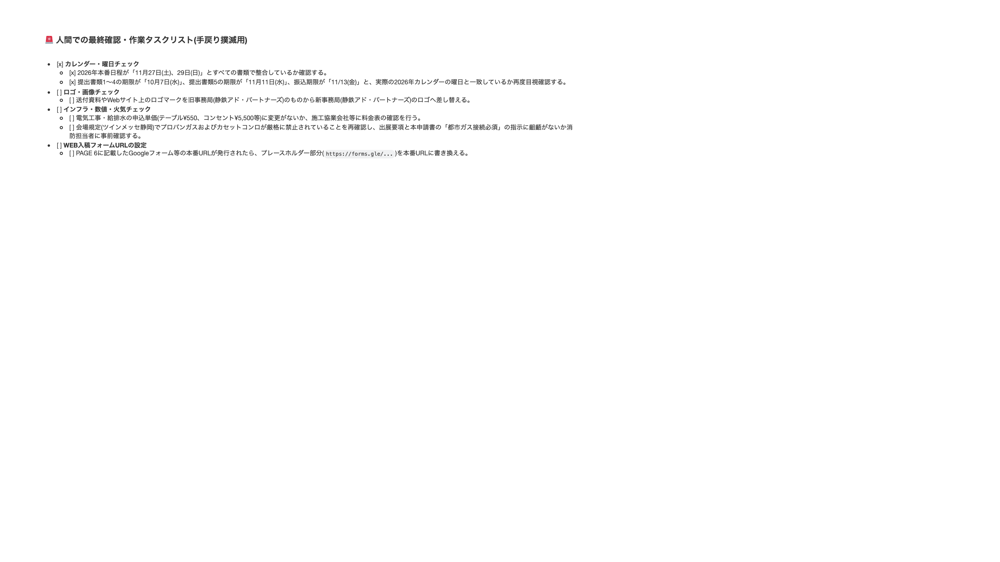 🚨 人間での最終確認・作業タスクリスト(手戻り撲滅用)
[x] カレンダー・曜日チェック
[x] 2026年本番日程が「11月27日(土)、29日(日)」とすべての書類で整合しているか確認する。
[x] 提出書類1〜4の期限が「10月7日(水)」、提出書類5の期限が「11月11日(水)」、振込期限が「11/13(金)」と、実際の2026年カレンダーの曜日と一致しているか再度目視確認する。
[ ] ロゴ・画像チェック
[ ] 送付資料やWebサイト上のロゴマークを旧事務局(静鉄アド・パートナーズ)のものから新事務局(静鉄アド・パートナーズ)のロゴへ差し替える。
[ ] インフラ・数値・火気チェック
[ ] 電気工事・給排水の申込単価(テーブル¥550、コンセント¥5,500等)に変更がないか、施工協業会社等に料金表の確認を行う。
[ ] 会場規定(ツインメッセ静岡)でプロパンガスおよびカセットコンロが厳格に禁止されていることを再確認し、出展要項と本申請書の「都市ガス接続必須」の指示に齟齬がないか消
防担当者に事前確認する。
[ ] WEB入稿フォームURLの設定
[ ] PAGE 6に記載したGoogleフォーム等の本番URLが発行されたら、プレースホルダー部分(https://forms.gle/...)を本番URLに書き換える。